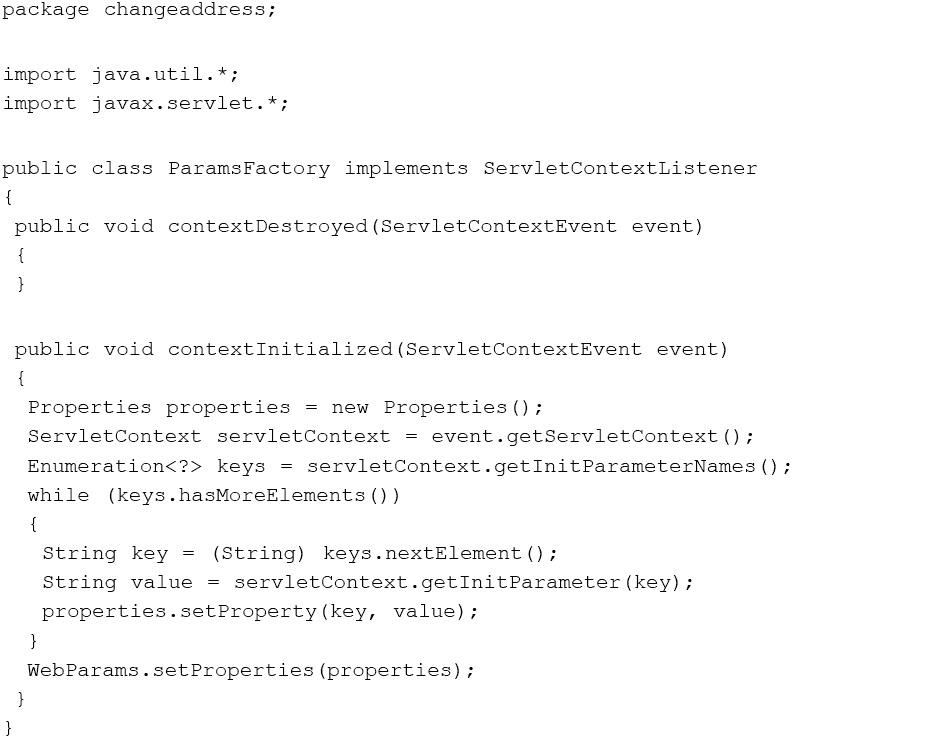 package changeaddress;
import java.util.*;
import javax.servlet.*;
public class ParamsFactory implements ServletContextListener
{
public void contextDestroyed(ServletContextEvent event)
{
}
public void contextInitialized(ServletContextEvent event)
{
Properties properties = new Properties();
ServletContext servletContext = event.getServletContext();
Enumeration<?> keys = servletContext.getInitParameterNames();
while (keys.hasMoreElements())
{
String key = (String) keys.nextElement();
String value = servletContext.getInitParameter(key);
properties.setProperty(key, value);
}
WebParams.setProperties(properties);
}
}